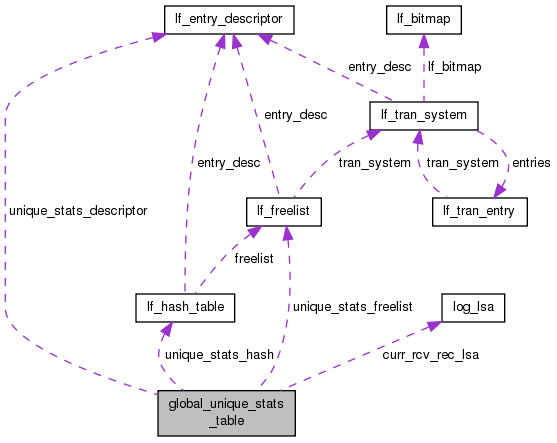 lf_entry_descriptor
lf_bitmap
entry_desc
lf_bitmap
lf_tran_system
entry_desc
entry_desc
tran_system
tran_system
entries
unique_stats_descriptor
lf_freelist
lf_tran_entry
freelist
lf_hash_table
unique_stats_freelist
log_lsa
unique_stats_hash
curr_rcv_rec_lsa
global_unique_stats
_table